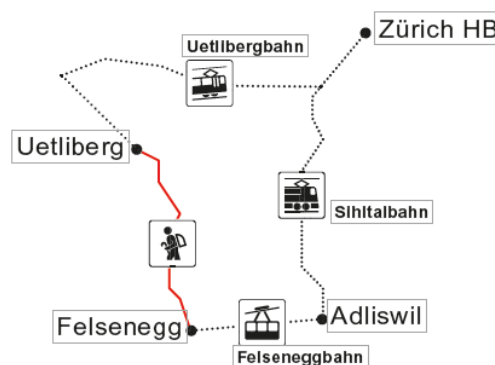 Zürich HB
Uetlibergbahn
Uetliberg
Sihltalbahn
Felsenegg
Adliswil
Felseneggbahn